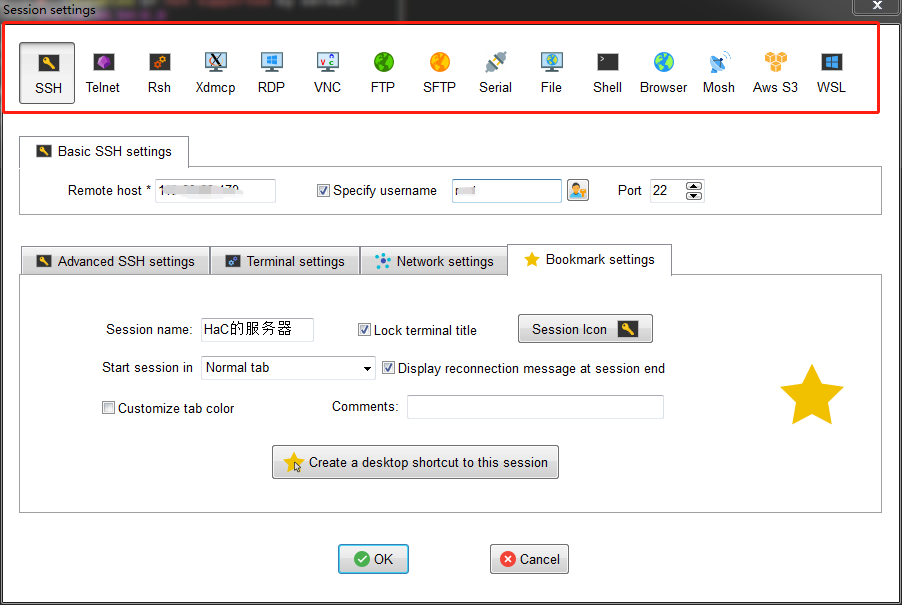 Session settings
SSH Telnet Rsh Xdmcp RDP VNC FTP SFTP Serial File Shell Browser Mosh Aws S3 WSL
Basic SSH settings
Remote host * Specify username Port 22
Advanced SSH settings Terminal settings Network settings Bookmark settings
Session name: HaC的服务器 Lock terminal title Session Icon
Start session in Normal tab Display reconnection message at session end
Customize tab color Comments:
Create a desktop shortcut to this session
OK Cancel